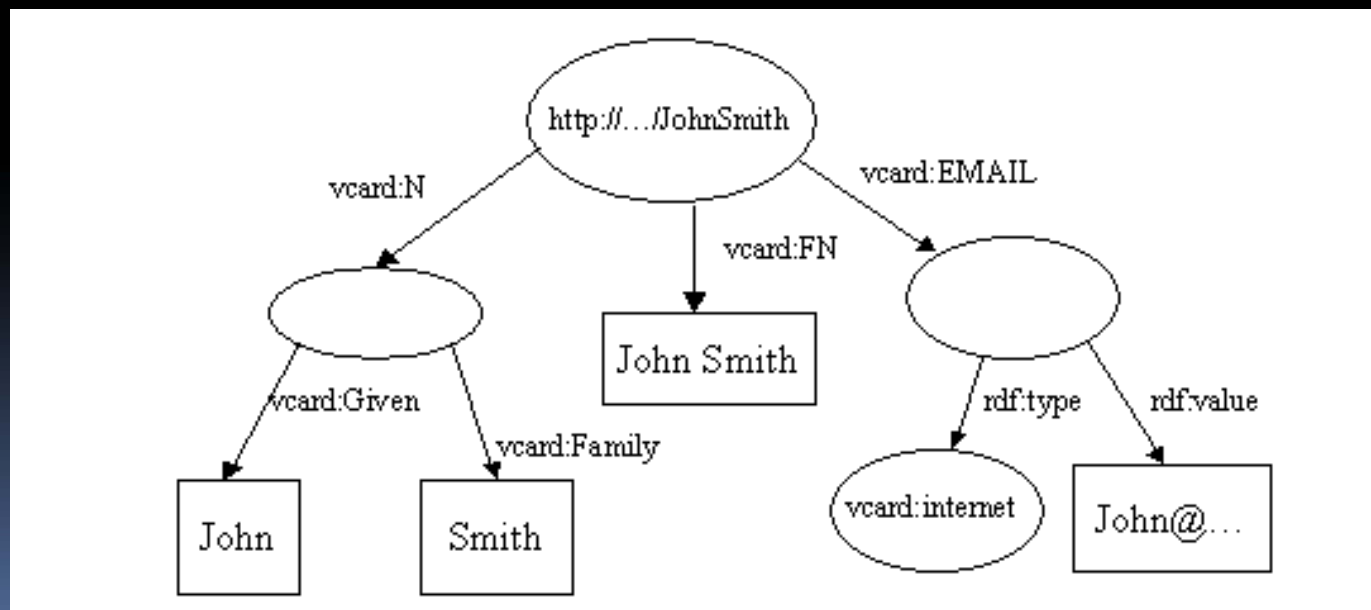 http://.../JohnSmith
vcard:N
vcard:EMAIL
vcard:FN
John Smith
vcard:Given
vcard:Family
rdf:type
rdf:value
John
Smith
vcard:internet
John@...